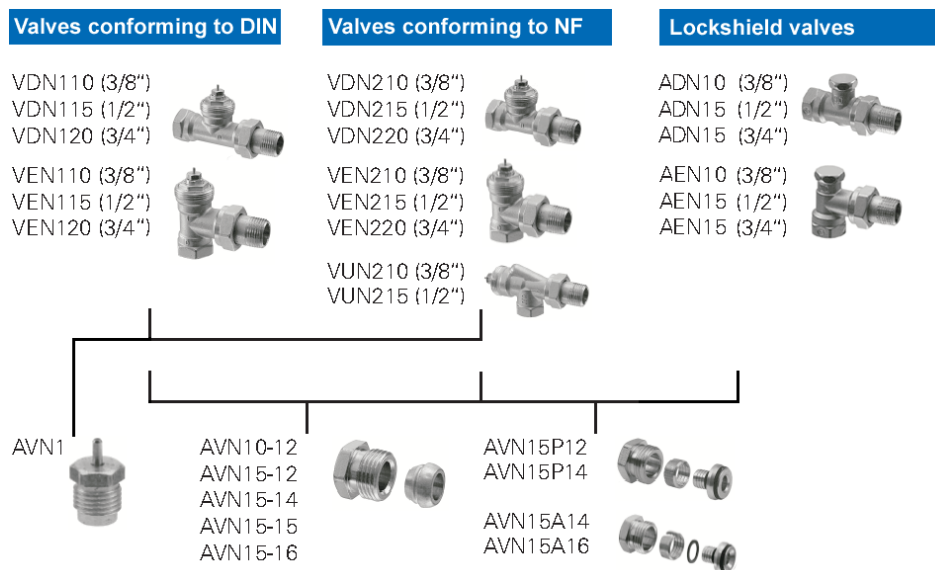 Valves conforming to DIN
VDN110 (3/8“)
VDN115 (1/2“)
VDN120 (3/4“)
VEN110 (3/8“)
VEN115 (1/2“)
VEN120 (3/4“)
Valves conforming to NF
VDN210 (3/8“)
VDN215 (1/2“)
VDN220 (3/4“)
VEN210 (3/8“)
VEN215 (1/2“)
VEN220 (3/4“)
VUN210 (3/8“)
VUN215 (1/2“)
Lockshield valves
ADN10 (3/8“)
ADN15 (1/2“)
ADN15 (3/4“)
AEN10 (3/8“)
AEN15 (1/2“)
AEN15 (3/4“)
AVN1
AVN10-12
AVN15-12
AVN15-14
AVN15-15
AVN15-16
AVN15P12
AVN15P14
AVN15A14
AVN15A16